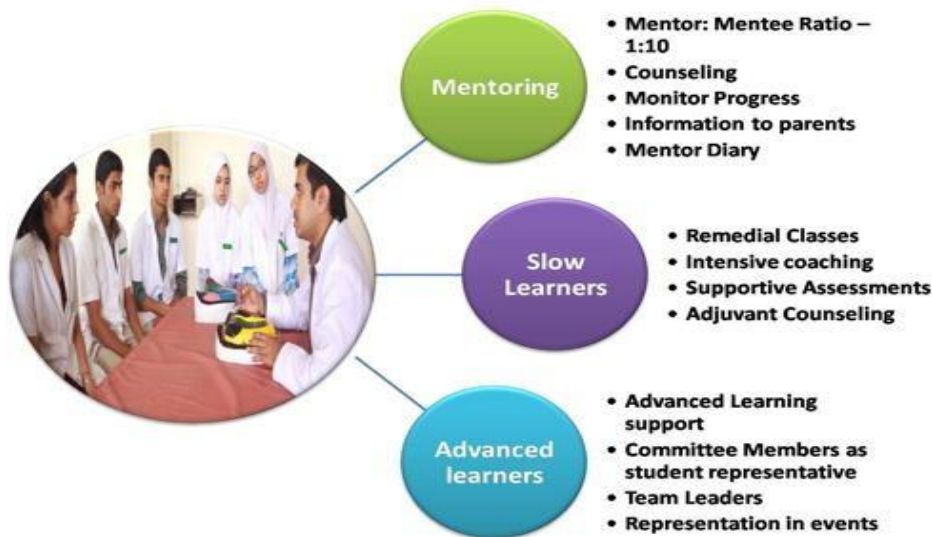 Mentoring
• Mentor: Mentee Ratio –
1:10
• Counseling
• Monitor Progress
• Information to parents
• Mentor Diary
Slow
Learners
• Remedial Classes
• Intensive coaching
• Supportive Assessments
• Adjuvant Counseling
Advanced
learners
• Advanced Learning
support
• Committee Members as
student representative
• Team Leaders
• Representation in events